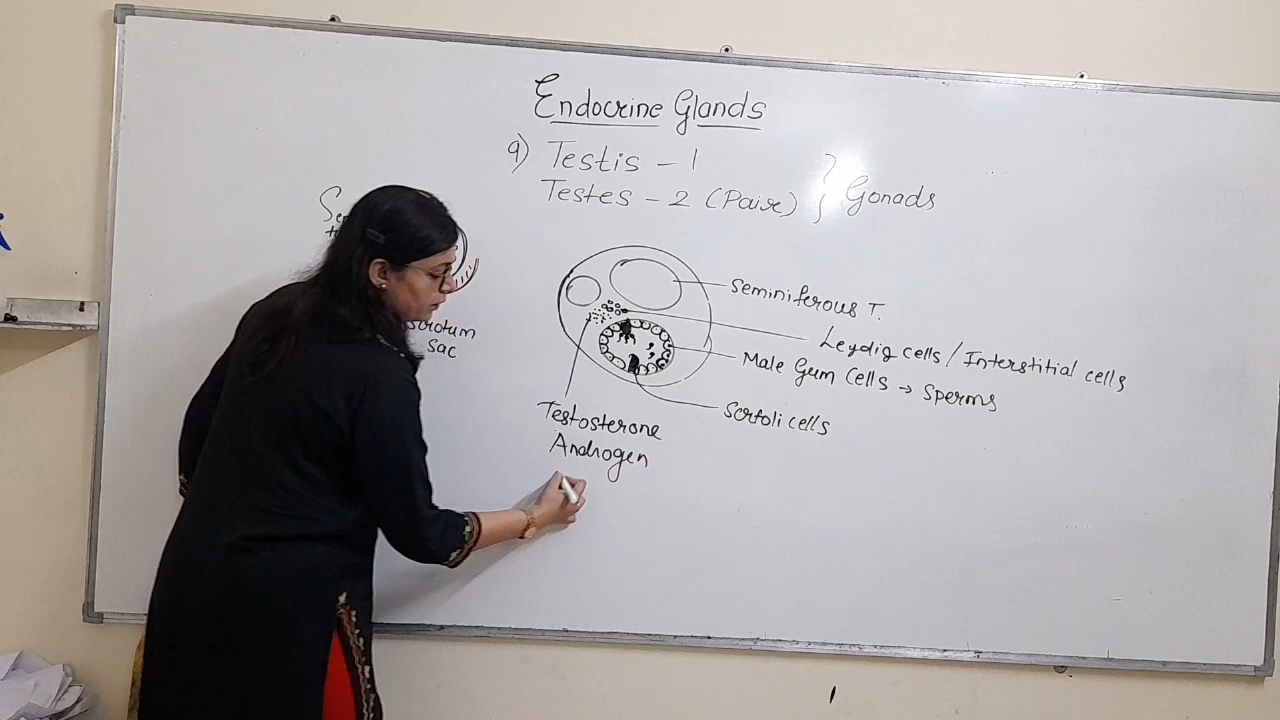 Endocrine Glands
9) Testis - 1
Testes - 2 (Paire) } Gonads
Seminiferous T.
Leydig cells / Interstitial cells
Male Gum Cells → Sperms
Sertoli cells
Testosterone
Androgen
Scrotum
Sac